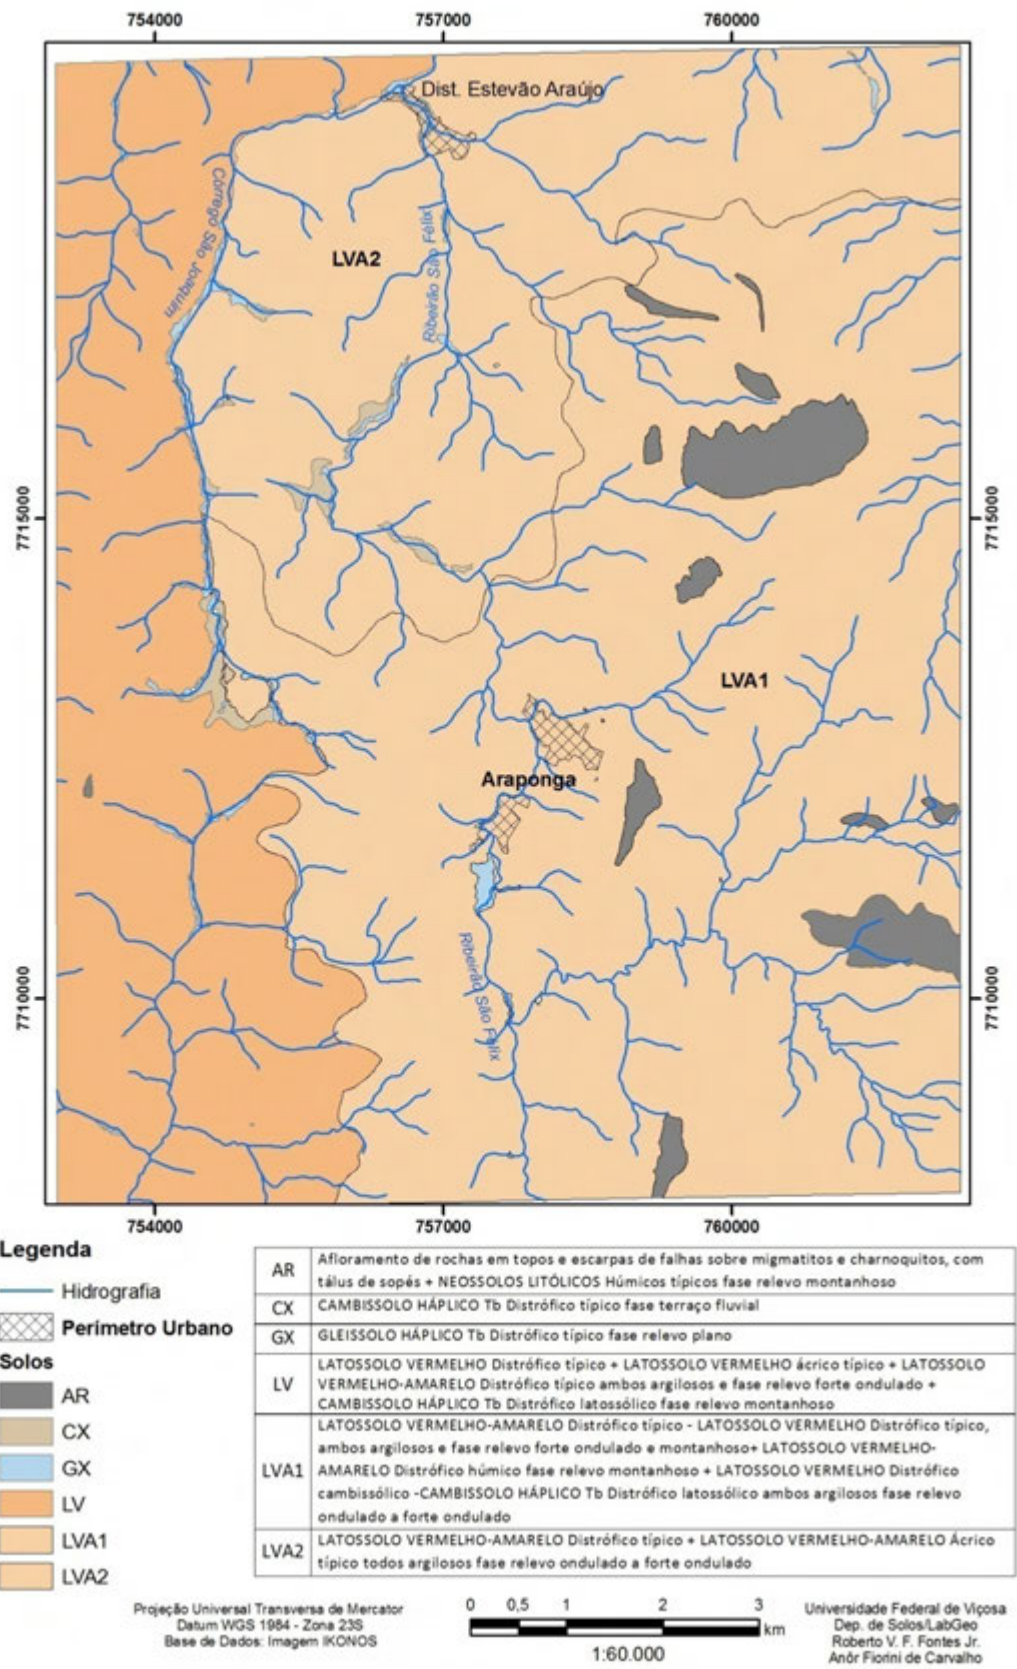 754000 757000 760000
Dist. Estevão Araújo
Córrego São Joaquim
LVA2
Ribeirão São Félix
7715000 7715000
LVA1
Araponga
Ribeirão São Félix
7710000 7710000
754000 757000 760000
Legenda
Hidrografia
Perímetro Urbano
Solos
AR
CX
GX
LV
LVA1
LVA2
AR
Afloramento de rochas em topos e escarpas de falhas sobre migmatitos e charnoquitos, com
tálus de sopés + NEOSSOLOS LITÓLICOS Húmicos típicos fase relevo montanhoso
CX
CAMBISSOLO HÁPLICO Tb Distrófico típico fase terraço fluvial
GX
GLEISSOLO HÁPLICO Tb Distrófico típico fase relevo plano
LV
LATOSSOLO VERMELHO Distrófico típico + LATOSSOLO VERMELHO ácrico típico + LATOSSOLO
VERMELHO-AMARELO Distrófico típico ambos argilosos e fase relevo forte ondulado +
CAMBISSOLO HÁPLICO Tb Distrófico latossólico fase relevo montanhoso
LVA1
LATOSSOLO VERMELHO-AMARELO Distrófico típico - LATOSSOLO VERMELHO Distrófico típico,
ambos argilosos e fase relevo forte ondulado e montanhoso+ LATOSSOLO VERMELHO-
AMARELO Distrófico húmico fase relevo montanhoso + LATOSSOLO VERMELHO Distrófico
cambissólico -CAMBISSOLO HÁPLICO Tb Distrófico latossólico ambos argilosos fase relevo
ondulado a forte ondulado
LVA2
LATOSSOLO VERMELHO-AMARELO Distrófico típico + LATOSSOLO VERMELHO-AMARELO Ácrico
típico todos argilosos fase relevo ondulado a forte ondulado
Projeção Universal Transversa de Mercator
Datum WGS 1984 - Zona 23S
Base de Dados: Imagem IKONOS
0 0,5 1 2 3
km
1:60.000
Universidade Federal de Viçosa
Dep. de Solos/LabGeo
Roberto V. F. Fontes Jr.
Anôr Fiorini de Carvalho